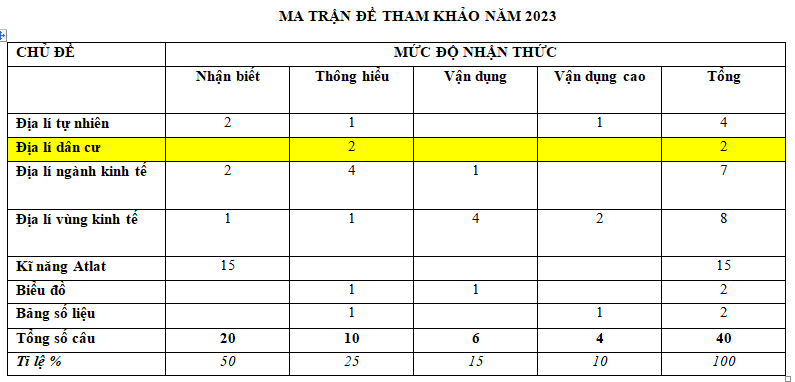 MA TRẬN ĐỀ THAM KHẢO NĂM 2023
CHỦ ĐỀ MỨC ĐỘ NHẬN THỨC
Nhận biết Thông hiểu Vận dụng Vận dụng cao Tổng
Địa lí tự nhiên 2 1 1 4
Địa lí dân cư 2 2
Địa lí ngành kinh tế 2 4 1 7
Địa lí vùng kinh tế 1 1 4 2 8
Kĩ năng Atlat 15 15
Biểu đồ 1 1 2
Bảng số liệu 1 1 2
Tổng số câu 20 10 6 4 40
Tỉ lệ % 50 25 15 10 100